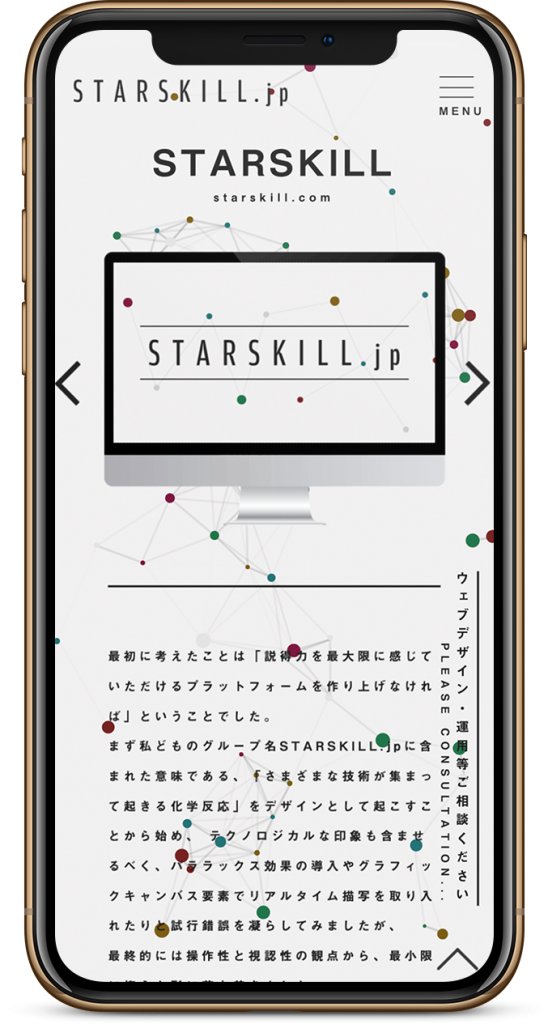 STARSKILL.jp
MENU
STARSKILL
starskill.com
STARSKILL.jp
ウェブデザイン・運用等ご相談ください
PLEASE CONSULTATION...
最初に考えたことは「説得力を最大限に感じて
いただけるプラットフォームを作り上げなけれ
ば」ということでした。
まず私どものグループ名STARSKILL.jpに含
まれた意味である、「さまざまな技術が集まっ
て起きる化学反応」をデザインとして起こすこ
とから始め、 テクノロジカルな印象も含ませ
るべく、パララックス効果の導入やグラフィッ
クキャンバス要素でリアルタイム描写を取り入
れたりと試行錯誤を凝らしてみましたが、
最終的には操作性と視認性の観点から、最小限